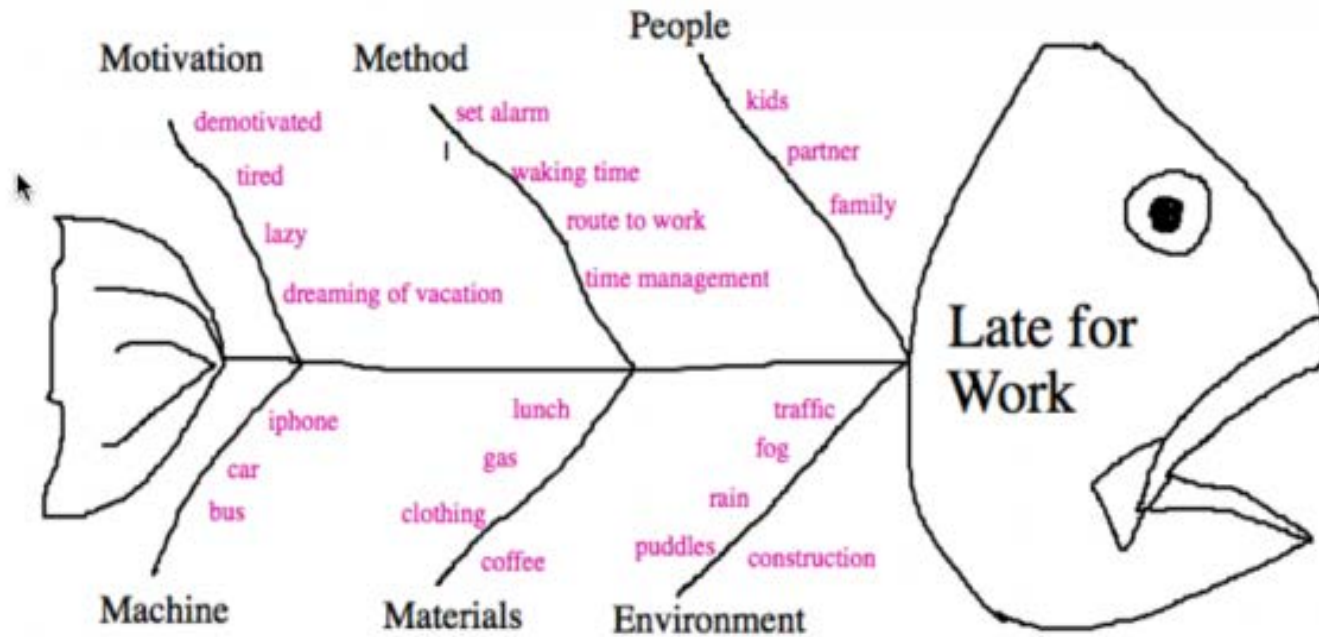 People
Motivation
Method
demotivated
tired
lazy
dreaming of vacation
set alarm
waking time
route to work
time management
kids
partner
family
Late for
Work
iphone
car
bus
lunch
gas
clothing
coffee
traffic
fog
rain
puddles
construction
Machine
Materials
Environment